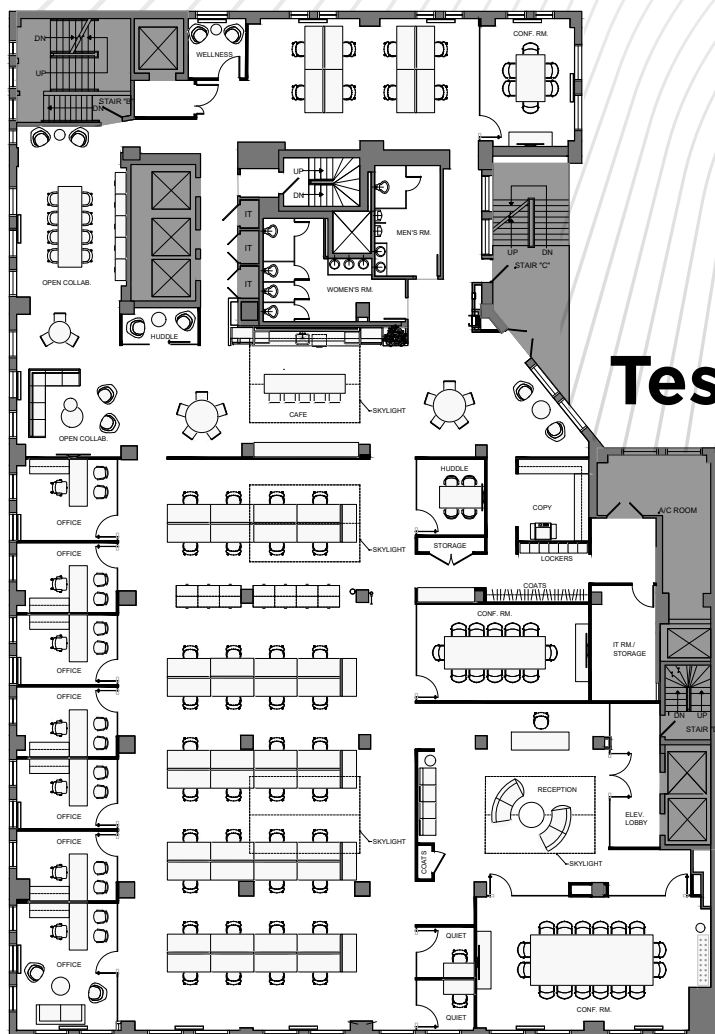 DN
UP
DN
STAIR "B"
WELLNESS
CONF. RM.
UP
DN
IT
IT
IT
MEN'S RM.
WOMEN'S RM.
UP DN
STAIR "C"
OPEN COLLAB.
HUDDLE
Tes
CAFE
SKYLIGHT
OPEN COLLAB.
HUDDLE
COPY
A/C ROOM
OFFICE
STORAGE
SKYLIGHT
LOCKERS
OFFICE
COATS
CONF. RM.
IT RM./
STORAGE
OFFICE
OFFICE
DN UP
STAIR
OFFICE
RECEPTION
ELEV.
LOBBY
OFFICE
SKYLIGHT
COATS
SKYLIGHT
OFFICE
QUIET
CONF. RM.
QUIET